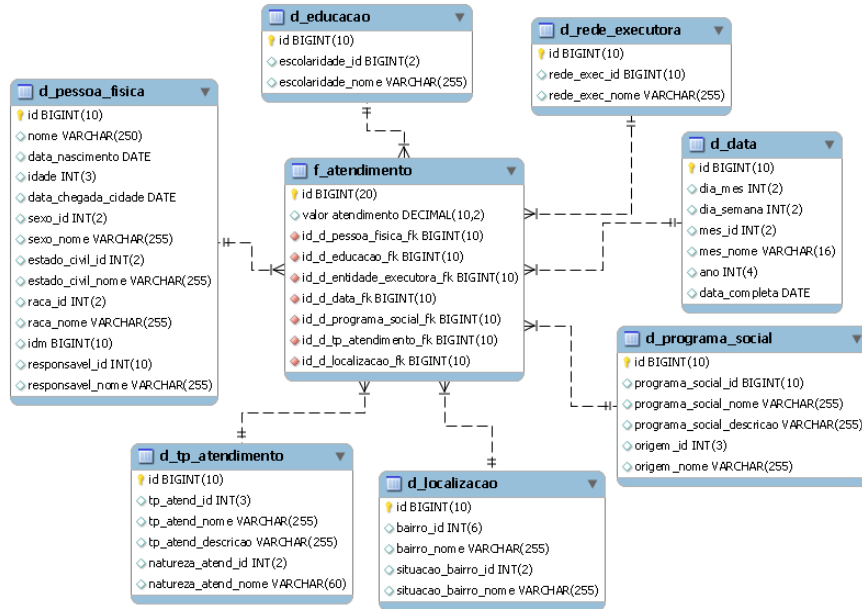 d_educacao
id BIGINT(10)
escolaridade_id BIGINT(2)
escolaridade_nome VARCHAR(255)
d_rede_executora
id BIGINT(10)
rede_exec_id BIGINT(10)
rede_exec_nome VARCHAR(255)
d_pessoa_fisica
id BIGINT(10)
nome VARCHAR(250)
data_nascimento DATE
idade INT(3)
data_chegada_cidade DATE
sexo_id INT(2)
sexo_nome VARCHAR(255)
estado_civil_id INT(2)
estado_civil_nome VARCHAR(255)
raca_id INT(2)
raca_nome VARCHAR(255)
idm BIGINT(10)
responsavel_id INT(10)
responsavel_nome VARCHAR(255)
f_atendimento
id BIGINT(20)
valor atendimento DECIMAL(10,2)
id_d_pessoa_fisica_fk BIGINT(10)
id_d_educacao_fk BIGINT(10)
id_d_entidade_executora_fk BIGINT(10)
id_d_data_fk BIGINT(10)
id_d_programa_social_fk BIGINT(10)
id_d_tp_atendimento_fk BIGINT(10)
id_d_localizacao_fk BIGINT(10)
d_data
id BIGINT(10)
dia_mes INT(2)
dia_semana INT(2)
mes_id INT(2)
mes_nome VARCHAR(16)
ano INT(4)
data_completa DATE
d_programa_social
id BIGINT(10)
programa_social_id BIGINT(10)
programa_social_nome VARCHAR(255)
programa_social_descricao VARCHAR(255)
origem_id INT(3)
origem_nome VARCHAR(255)
d_tp_atendimento
id BIGINT(10)
tp_atend_id INT(3)
tp_atend_nome VARCHAR(255)
tp_atend_descricao VARCHAR(255)
natureza_atend_id INT(2)
natureza_atend_nome VARCHAR(60)
d_localizacao
id BIGINT(10)
bairro_id INT(6)
bairro_nome VARCHAR(255)
situacao_bairro_id INT(2)
situacao_bairro_nome VARCHAR(255)